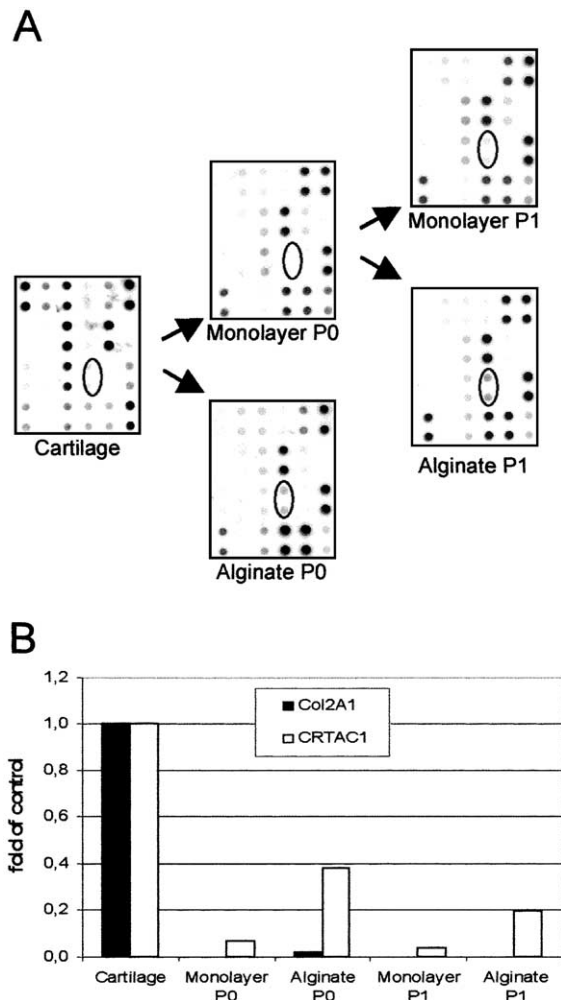 A
Monolayer P1
Monolayer P0
Cartilage
Alginate P1
Alginate P0
B
1,2
1,0
0,8
0,6
0,4
0,2
0,0
fold of control
Col2A1
CRTAC1
Cartilage Monolayer Alginate Monolayer Alginate
P0 P0 P1 P1